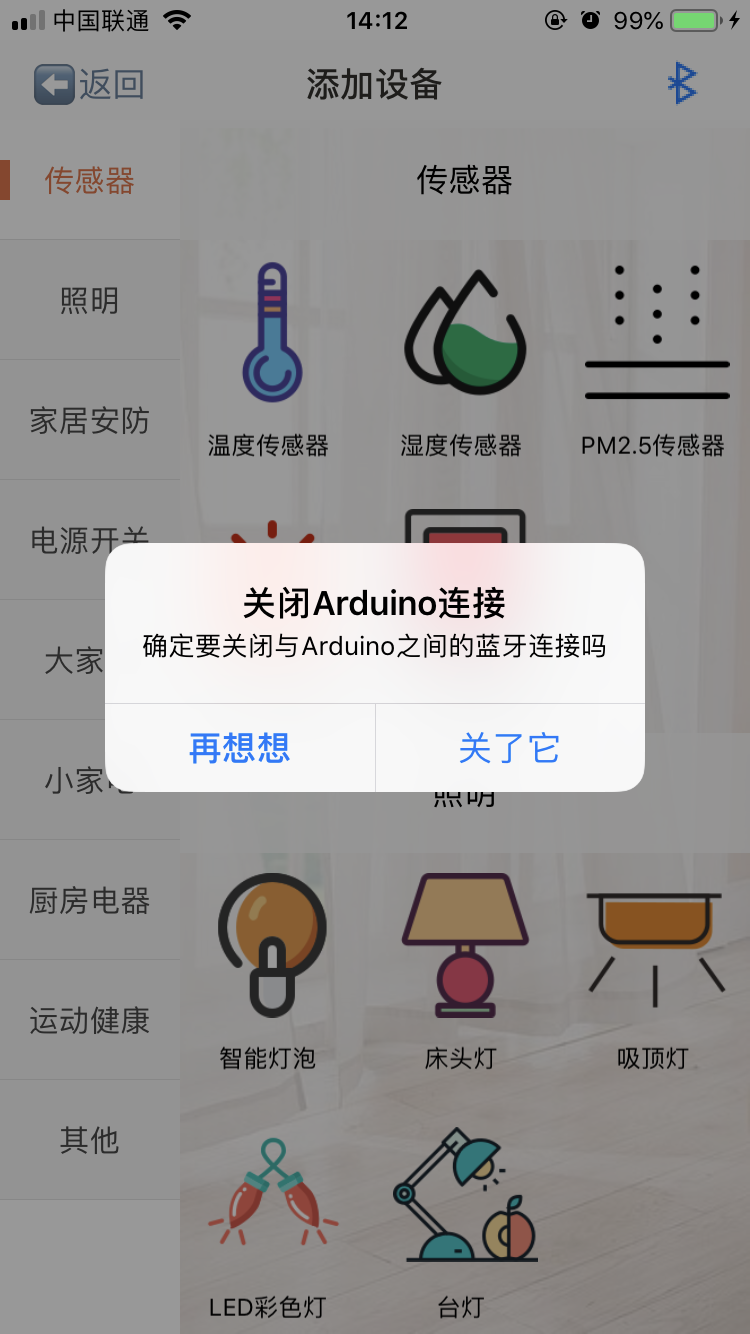 中国联通
14:12
99%
返回
添加设备
传感器
照明
家居安防
电源开关
大家
小家电
厨房电器
运动健康
其他
传感器
温度传感器
湿度传感器
PM2.5传感器
关闭Arduino连接
确定要关闭与Arduino之间的蓝牙连接吗
再想想
关了它
照明
智能灯泡
床头灯
吸顶灯
LED彩色灯
台灯